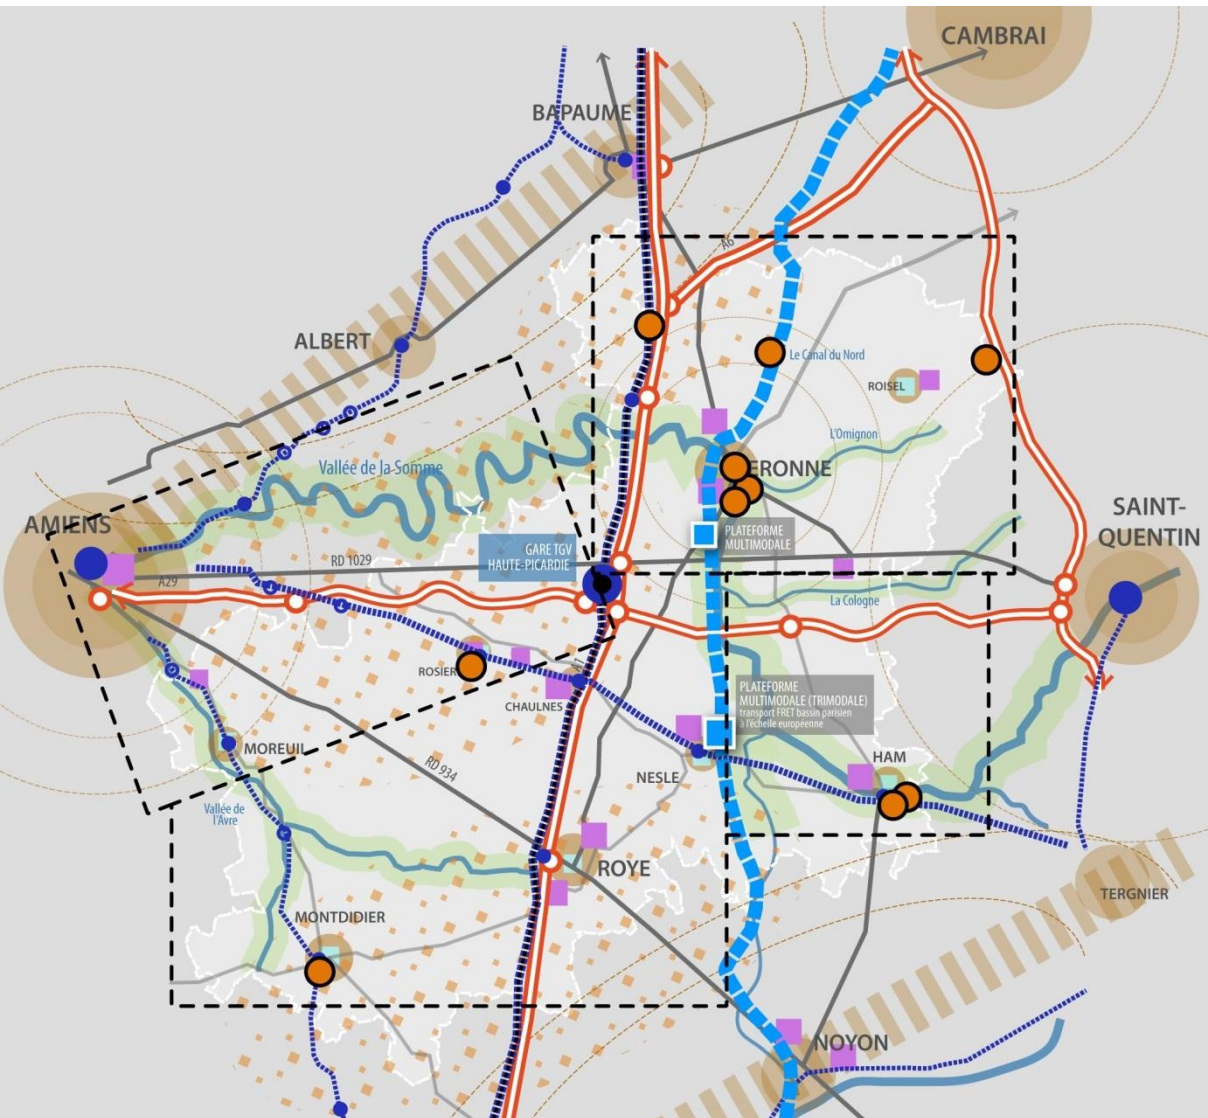 CAMBRAI
BAPAUME
A6
ALBERT
Le Canal du Nord
ROISEL
L'Omignon
Vallée de la Somme
ERONNE
AMIENS
SAINT-
QUENTIN
PLATEFORME
MULTIMODALE
GARE TGV
HAUTE-PICARDIE
RD 1029
A29
La Cologne
ROSIER
A1
CHAULNES
PLATEFORME
MULTIMODALE (TRIMODALE)
transport FRET bassin parisien
à l'échelle européenne
MOREUIL
HAM
NESLE
RD 934
Vallée de
l'Avre
ROYE
TERGNIER
MONTDIDIER
NOYON